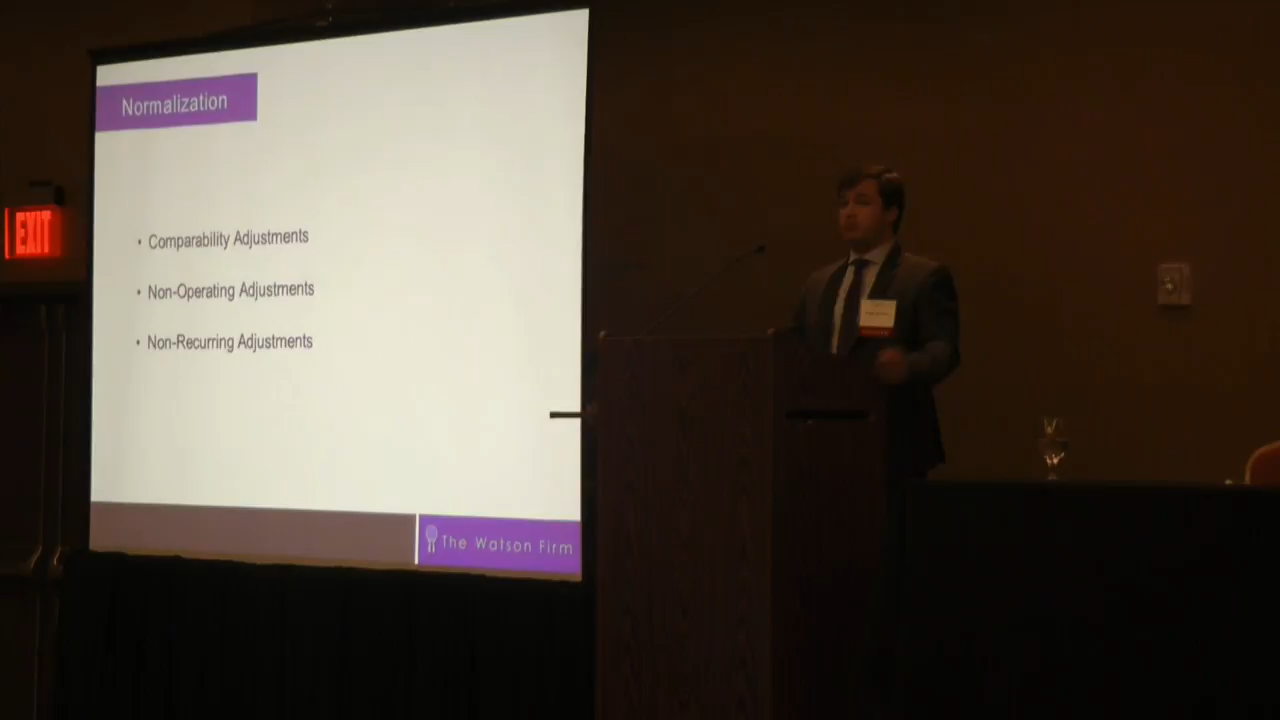 Normalization
• Comparability Adjustments
• Non-Operating Adjustments
• Non-Recurring Adjustments
The Watson Firm
EXIT